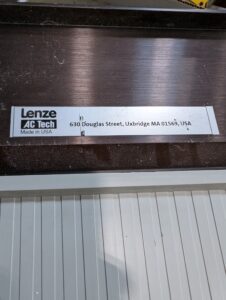 Lenze
AC Tech
Made in USA
630 Douglas Street, Uxbridge MA 01569, USA